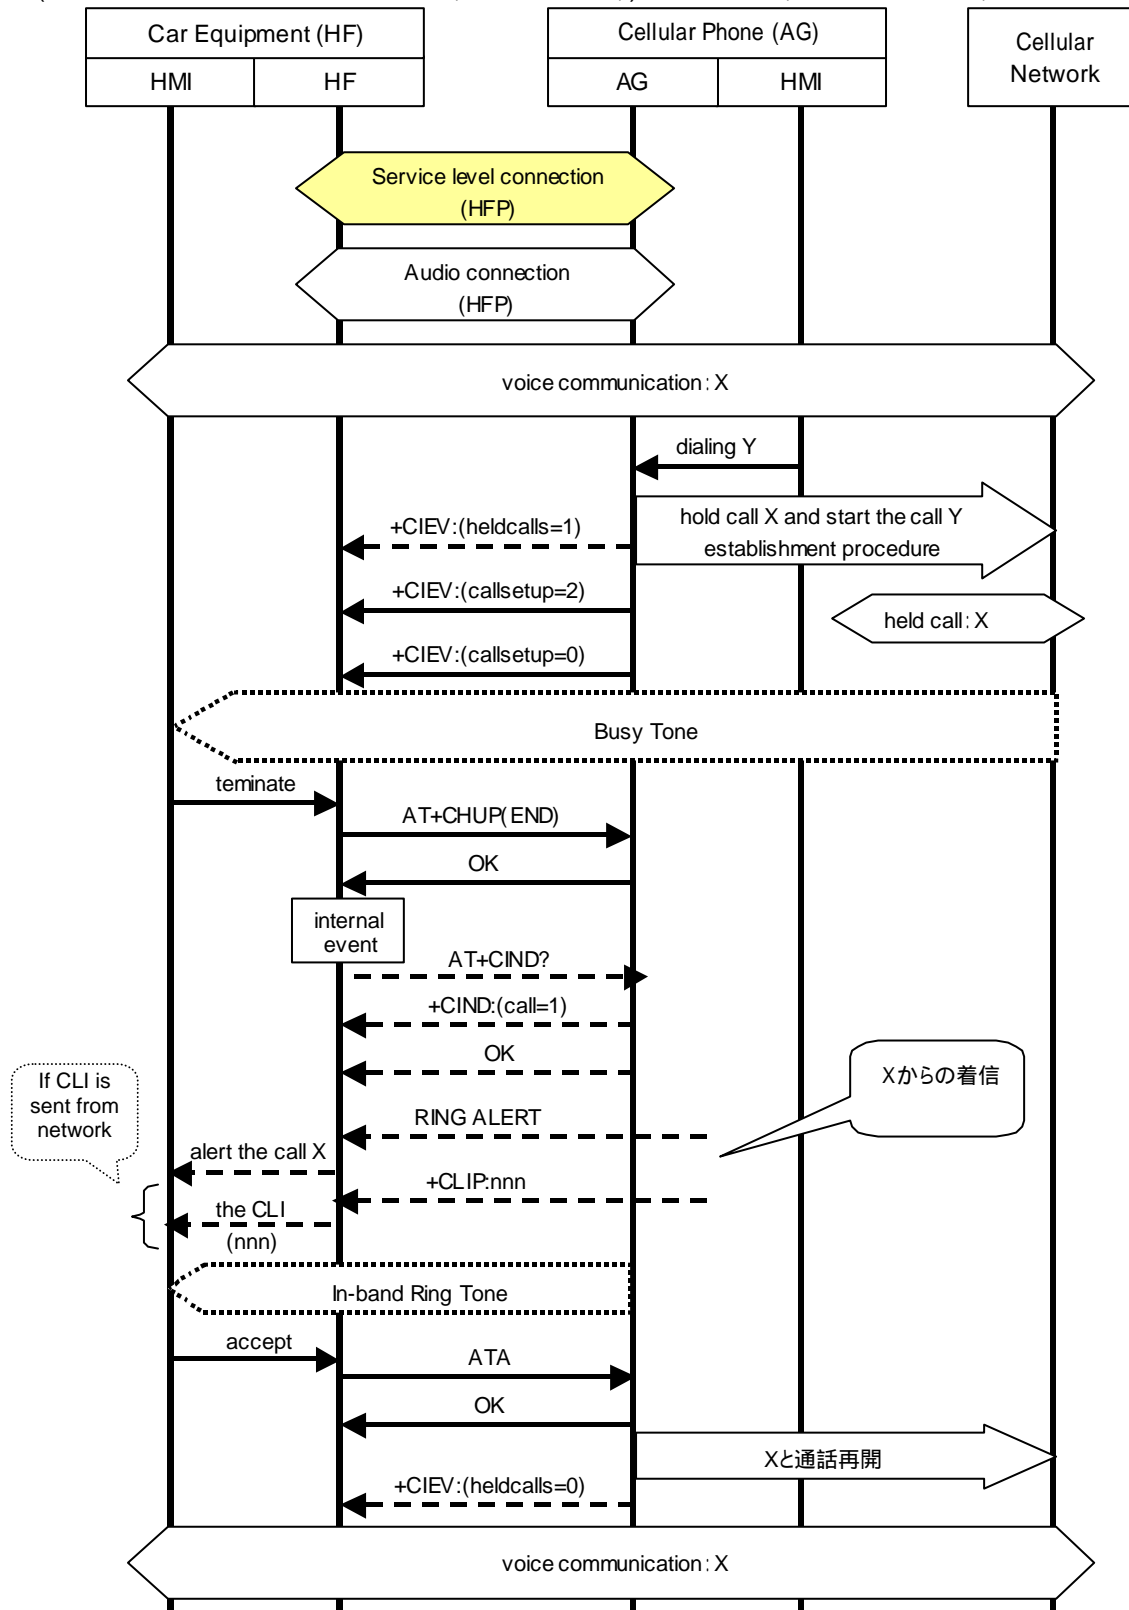 Car Equipment (HF)
Cellular Phone (AG)
Cellular
Network
HMI
HF
AG
HMI
Service level connection
(HFP)
Audio connection
(HFP)
voice communication: X
dialing Y
hold call X and start the call Y
establishment procedure
+CIEV:(heldcalls=1)
+CIEV:(callsetup=2)
held call: X
+CIEV:(callsetup=0)
Busy Tone
teminate
AT+CHUP(END)
OK
internal
event
AT+CIND?
+CIND:(call=1)
OK
If CLI is
sent from
network
Xからの着信
RING ALERT
alert the call X
+CLIP:nnn
the CLI
(nnn)
In-band Ring Tone
accept
ATA
OK
Xと通話再開
+CIEV:(heldcalls=0)
voice communication: X